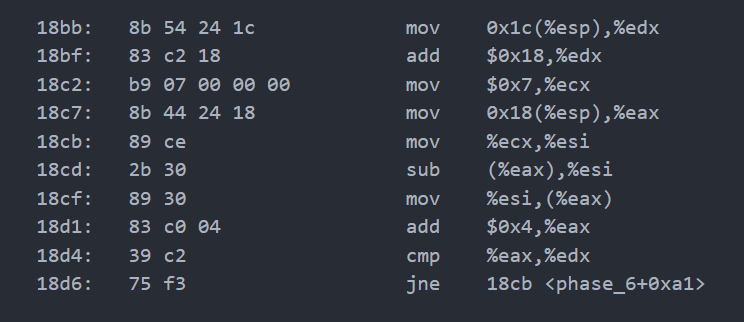 18bb: 8b 54 24 1c mov 0x1c(%esp),%edx
18bf: 83 c2 18 add $0x18,%edx
18c2: b9 07 00 00 00 mov $0x7,%ecx
18c7: 8b 44 24 18 mov 0x18(%esp),%eax
18cb: 89 ce mov %ecx,%esi
18cd: 2b 30 sub (%eax),%esi
18cf: 89 30 mov %esi,(%eax)
18d1: 83 c0 04 add $0x4,%eax
18d4: 39 c2 cmp %eax,%edx
18d6: 75 f3 jne 18cb <phase_6+0xa1>